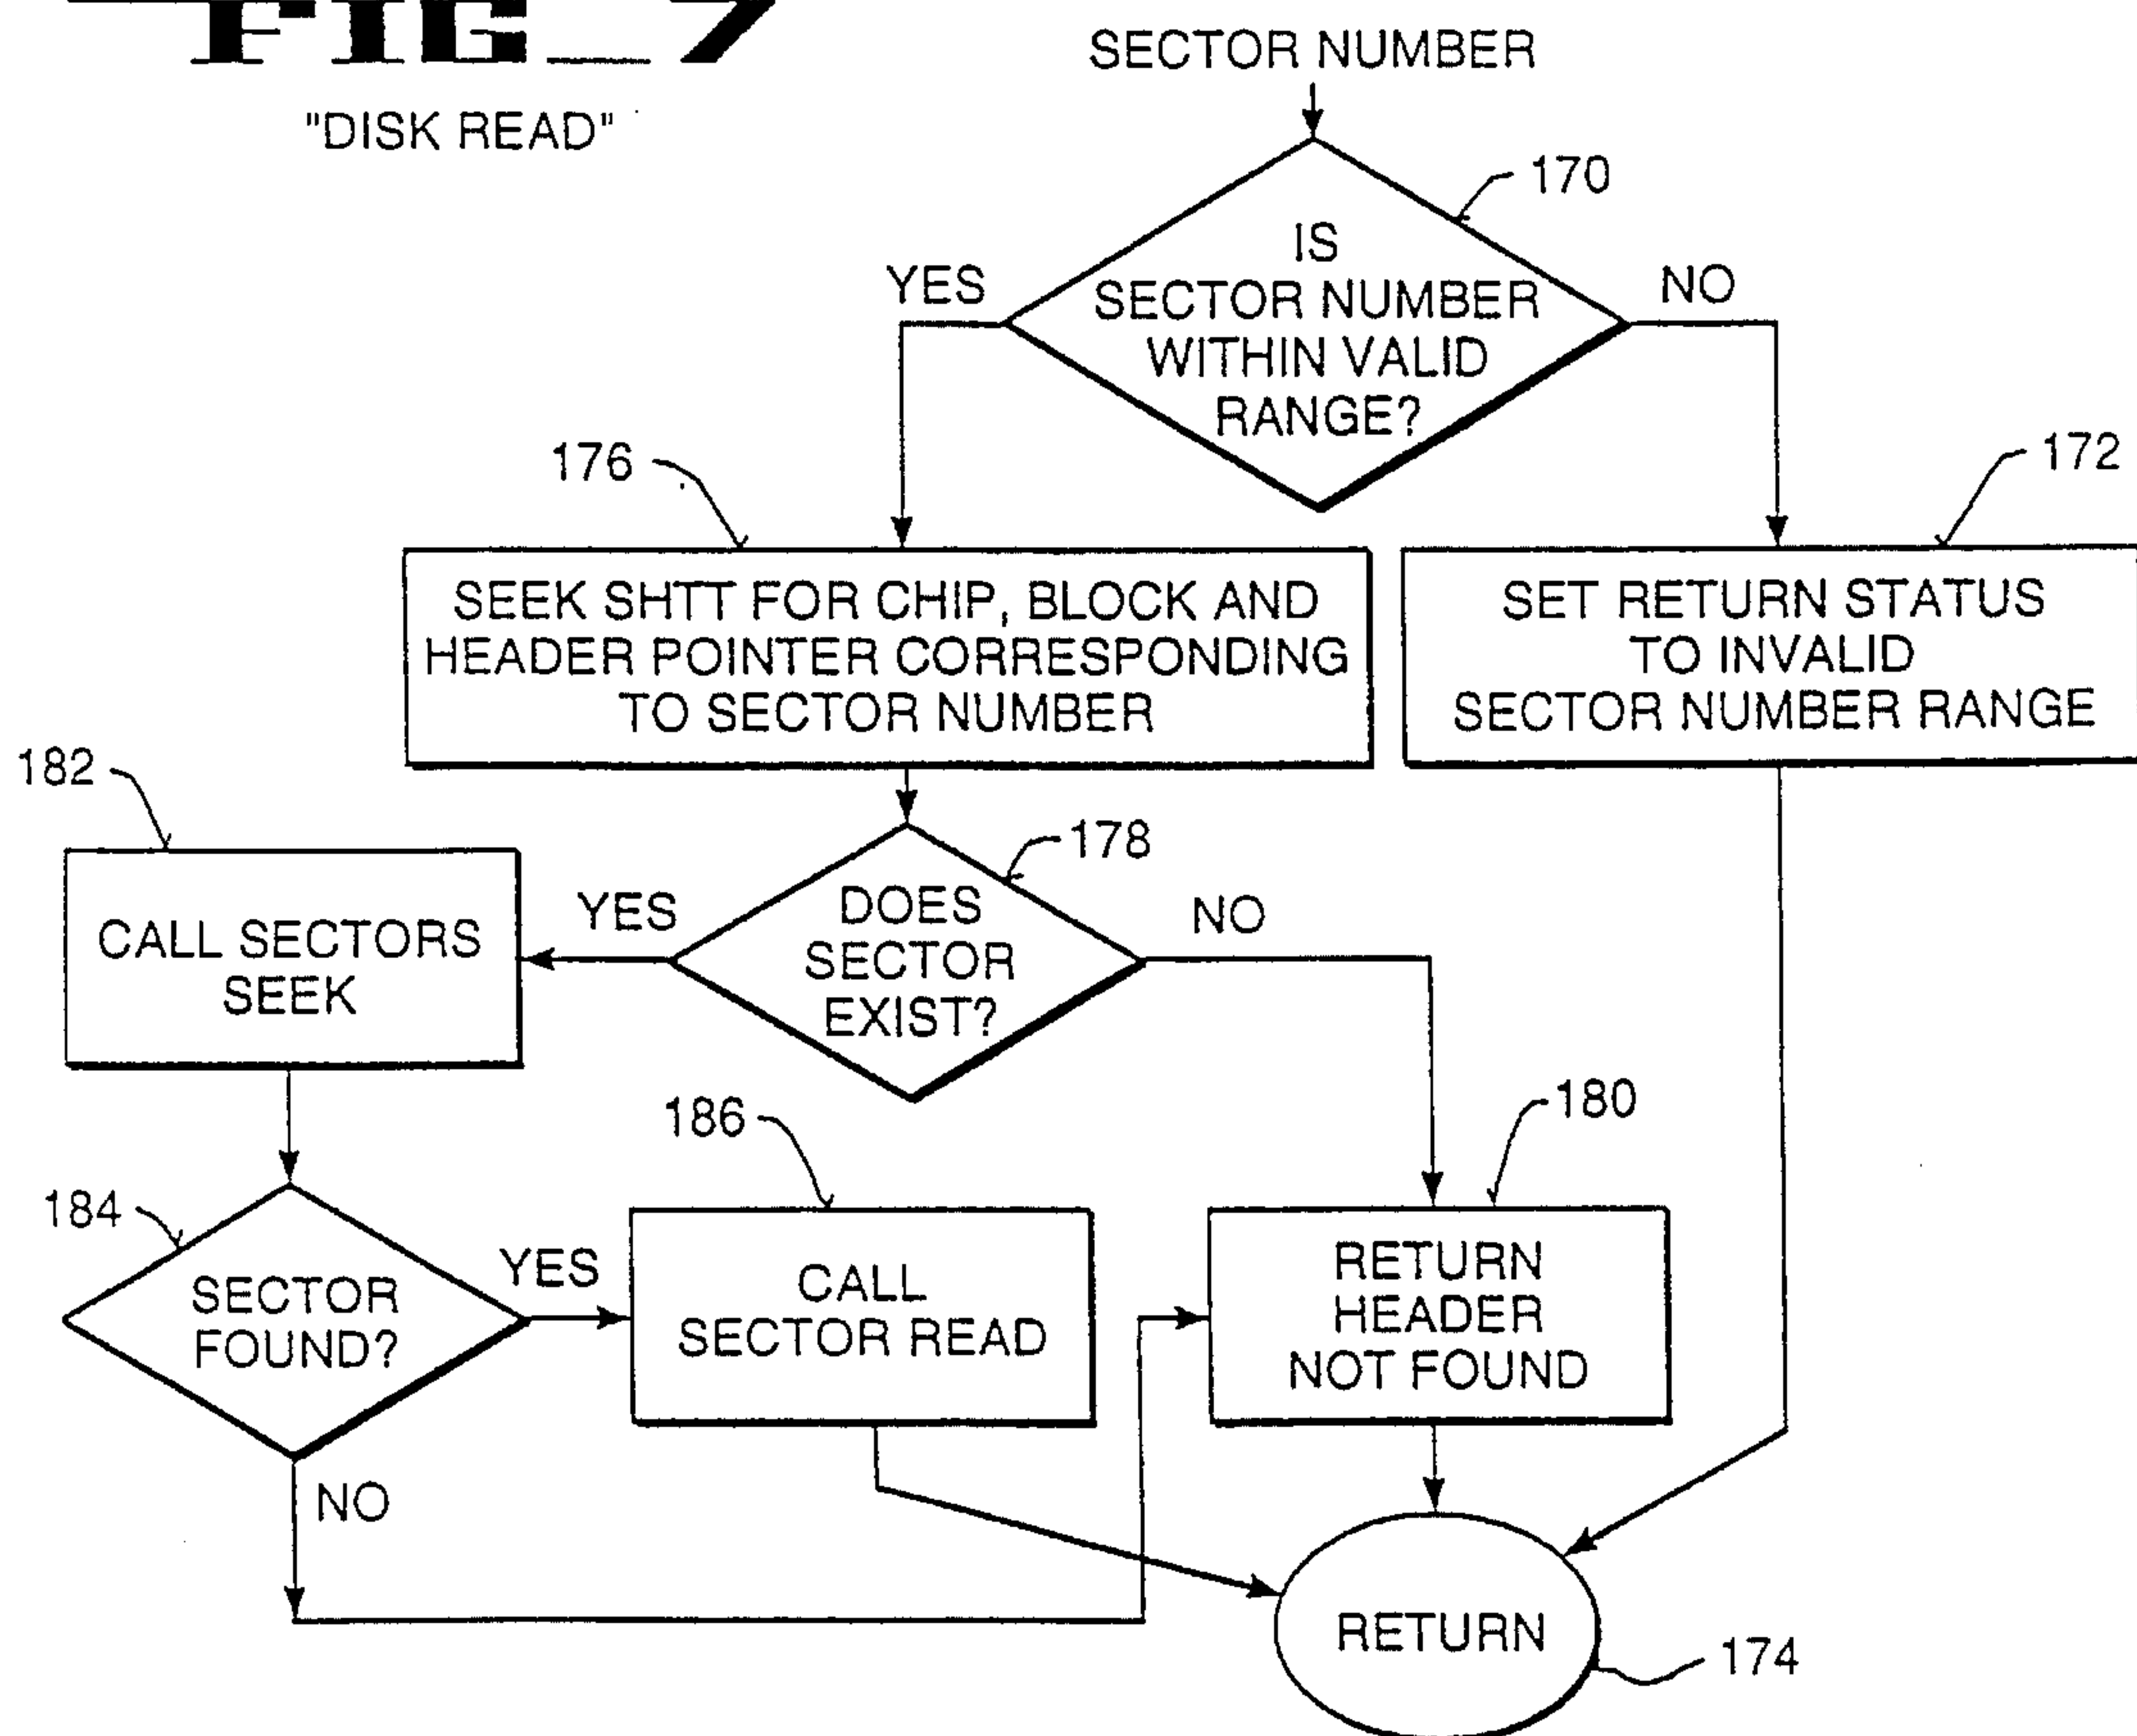 FIG_7
"DISK READ"
SECTOR NUMBER
170
IS
SECTOR NUMBER
WITHIN VALID
RANGE?
YES
NO
176
172
SEEK SHTT FOR CHIP, BLOCK AND
HEADER POINTER CORRESPONDING
TO SECTOR NUMBER
SET RETURN STATUS
TO INVALID
SECTOR NUMBER RANGE
182
178
CALL SECTORS
SEEK
YES
DOES
SECTOR
EXIST?
NO
186
180
184
SECTOR
FOUND?
YES
CALL
SECTOR READ
RETURN
HEADER
NOT FOUND
NO
RETURN
174